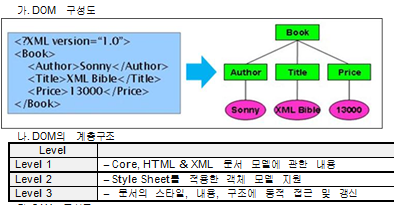 가. DOM 구성도
<?XML version="1.0">
<Book>
<Author>Sonny</Author>
<Title>XML Bible</Title>
<Price>13000</Price>
</Book>
Book
Author Title Price
Sonny XML Bible 13000
나. DOM의 계층구조
Level
Level 1 – Core, HTML & XML 문서 모델에 관한 내용
Level 2 – Style Sheet를 적용한 객체 모델 지원
Level 3 – 문서의 스타일, 내용, 구조에 동적 접근 및 갱신